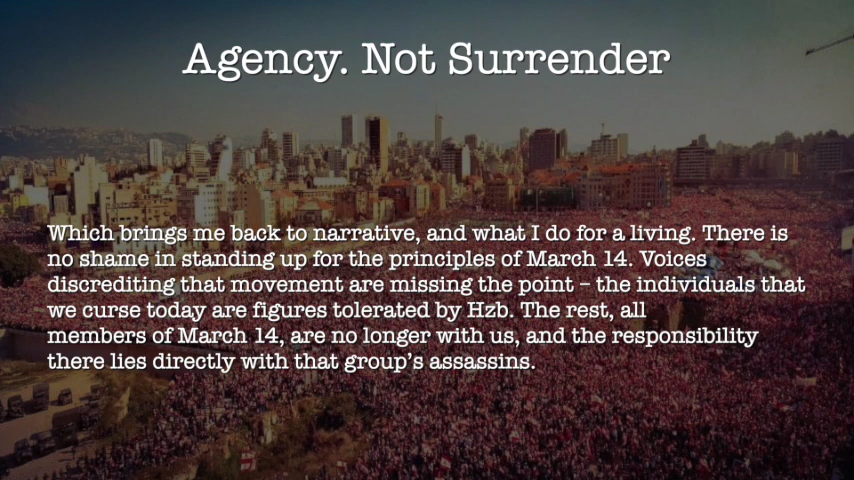 Agency. Not Surrender
Which brings me back to narrative, and what I do for a living. There is
no shame in standing up for the principles of March 14. Voices
discrediting that movement are missing the point – the individuals that
we curse today are figures tolerated by Hzb. The rest, all
members of March 14, are no longer with us, and the responsibility
there lies directly with that group's assassins.